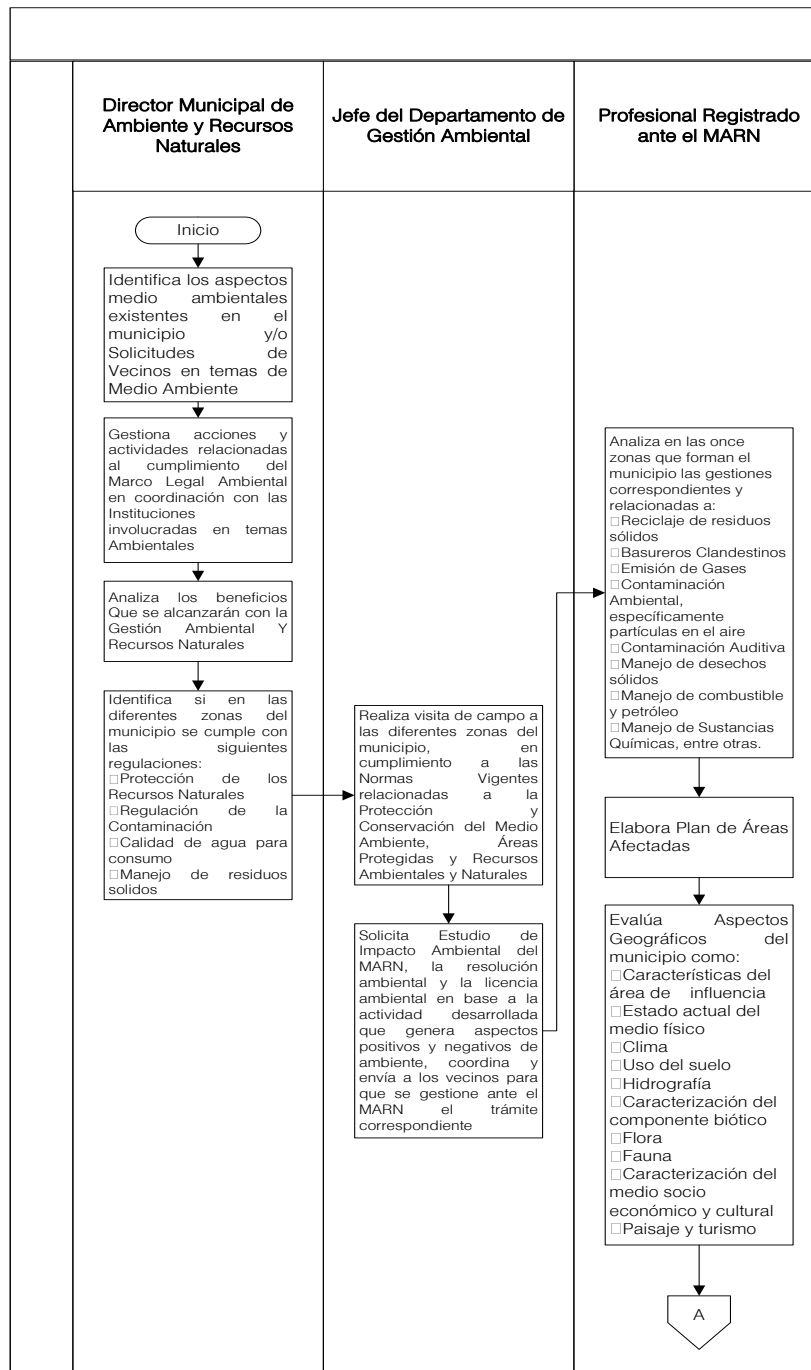 Director Municipal de
Ambiente y Recursos
Naturales
Jefe del Departamento de
Gestión Ambiental
Profesional Registrado
ante el MARN
Inicio
Identifica los aspectos
medio ambientales
existentes en el
municipio y/o
Solicitudes de
Vecinos en temas de
Medio Ambiente
Gestiona acciones y
actividades relacionadas
al cumplimiento del
Marco Legal Ambiental
en coordinación con las
Instituciones
involucradas en temas
Ambientales
Analiza los beneficios
Que se alcanzarán con la
Gestión Ambiental Y
Recursos Naturales
Identifica si en las
diferentes zonas del
municipio se cumple con
las siguientes
regulaciones:
□Protección de los
Recursos Naturales
□Regulación de la
Contaminación
□Calidad de agua para
consumo
□Manejo de residuos
solidos
Realiza visita de campo a
las diferentes zonas del
municipio, en
cumplimiento a las
Normas Vigentes
relacionadas a la
Protección y
Conservación del Medio
Ambiente, Áreas
Protegidas y Recursos
Ambientales y Naturales
Solicita Estudio de
Impacto Ambiental del
MARN, la resolución
ambiental y la licencia
ambiental en base a la
actividad desarrollada
que genera aspectos
positivos y negativos de
ambiente, coordina y
envía a los vecinos para
que se gestione ante el
MARN el trámite
correspondiente
Analiza en las once
zonas que forman el
municipio las gestiones
correspondientes y
relacionadas a:
□Reciclaje de residuos
sólidos
□Basureros Clandestinos
□Emisión de Gases
□Contaminación
Ambiental,
específicamente
partículas en el aire
□Contaminación Auditiva
□Manejo de desechos
sólidos
□Manejo de combustible
y petróleo
□Manejo de Sustancias
Químicas, entre otras.
Elabora Plan de Áreas
Afectadas
Evalúa Aspectos
Geográficos del
municipio como:
□Características del
área de influencia
□Estado actual del
medio físico
□Clima
□Uso del suelo
□Hidrografía
□Caracterización del
componente biótico
□Flora
□Fauna
□Caracterización del
medio socio
económico y cultural
□Paisaje y turismo
A